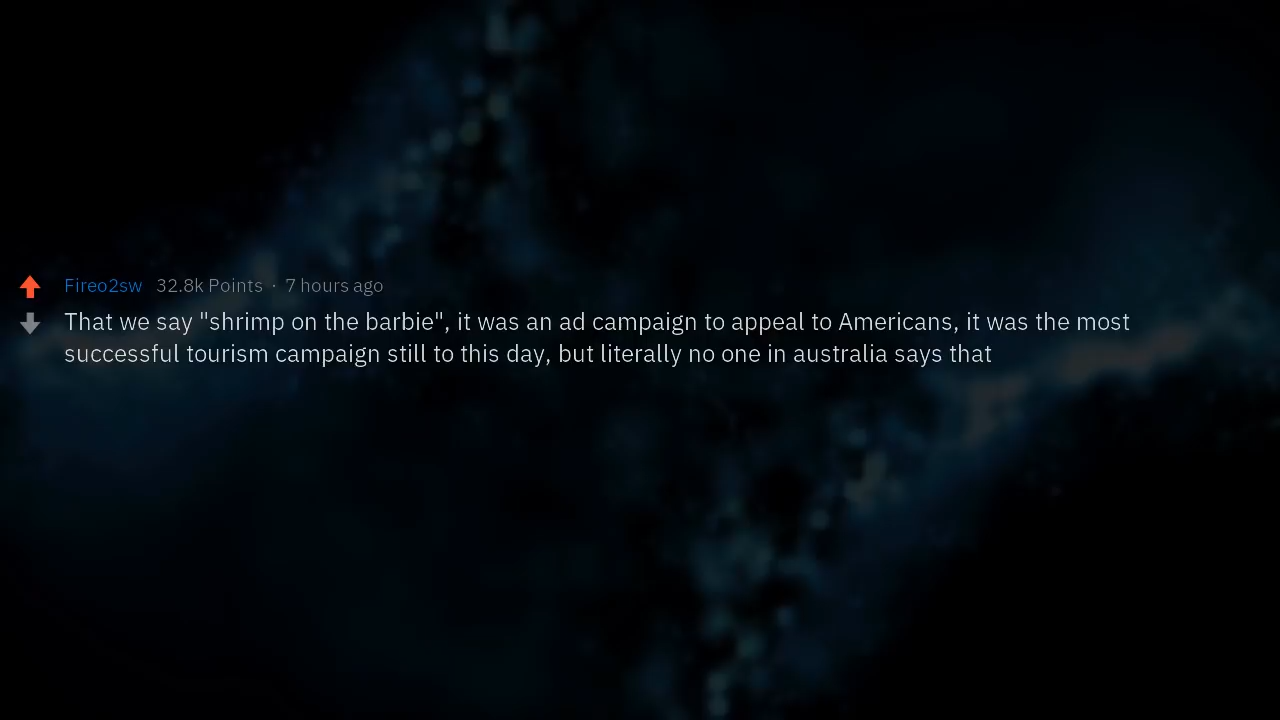 Fireo2sw 32.8k Points · 7 hours ago
That we say "shrimp on the barbie", it was an ad campaign to appeal to Americans, it was the most
successful tourism campaign still to this day, but literally no one in australia says that